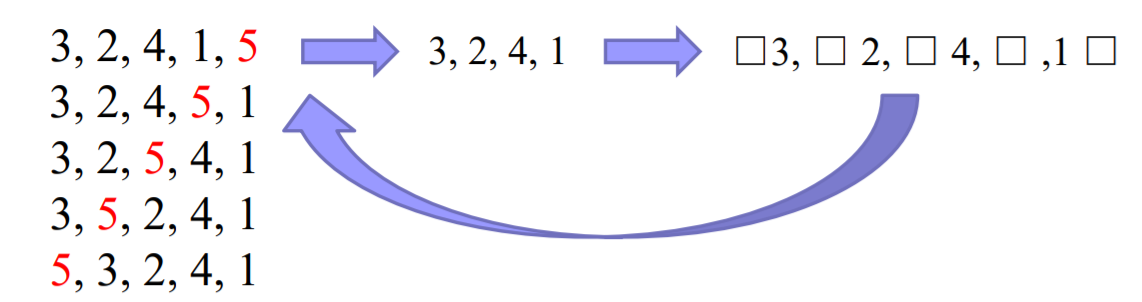 3, 2, 4, 1, 5
3, 2, 4, 1
□3, □ 2, □ 4, □ ,1 □
3, 2, 4, 5, 1
3, 2, 5, 4, 1
3, 5, 2, 4, 1
5, 3, 2, 4, 1